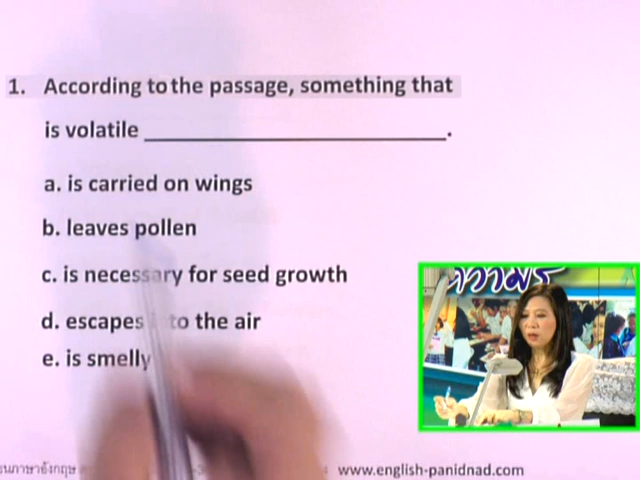 1. According to the passage, something that
is volatile ______________________________.
a. is carried on wings
b. leaves pollen
c. is necessary for seed growth
d. escapes to the air
e. is smelly
www.english-panidnad.com